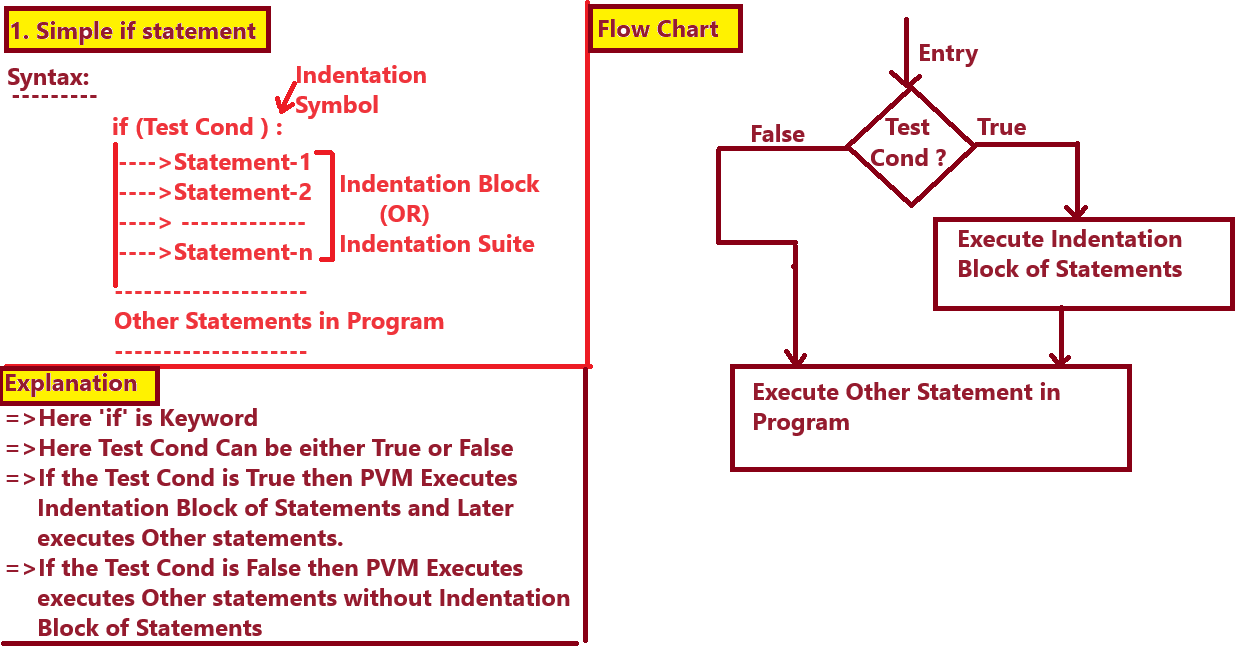 1. Simple if statement
Syntax:
---------
Indentation
Symbol
if (Test Cond ) :
---->Statement-1
---->Statement-2
----> -------------
---->Statement-n
Indentation Block
(OR)
Indentation Suite
--------------------
Other Statements in Program
--------------------
Explanation
=>Here 'if' is Keyword
=>Here Test Cond Can be either True or False
=>If the Test Cond is True then PVM Executes
Indentation Block of Statements and Later
executes Other statements.
=>If the Test Cond is False then PVM Executes
executes Other statements without Indentation
Block of Statements
Flow Chart
Entry
Test
Cond ?
False
True
Execute Indentation
Block of Statements
Execute Other Statement in
Program